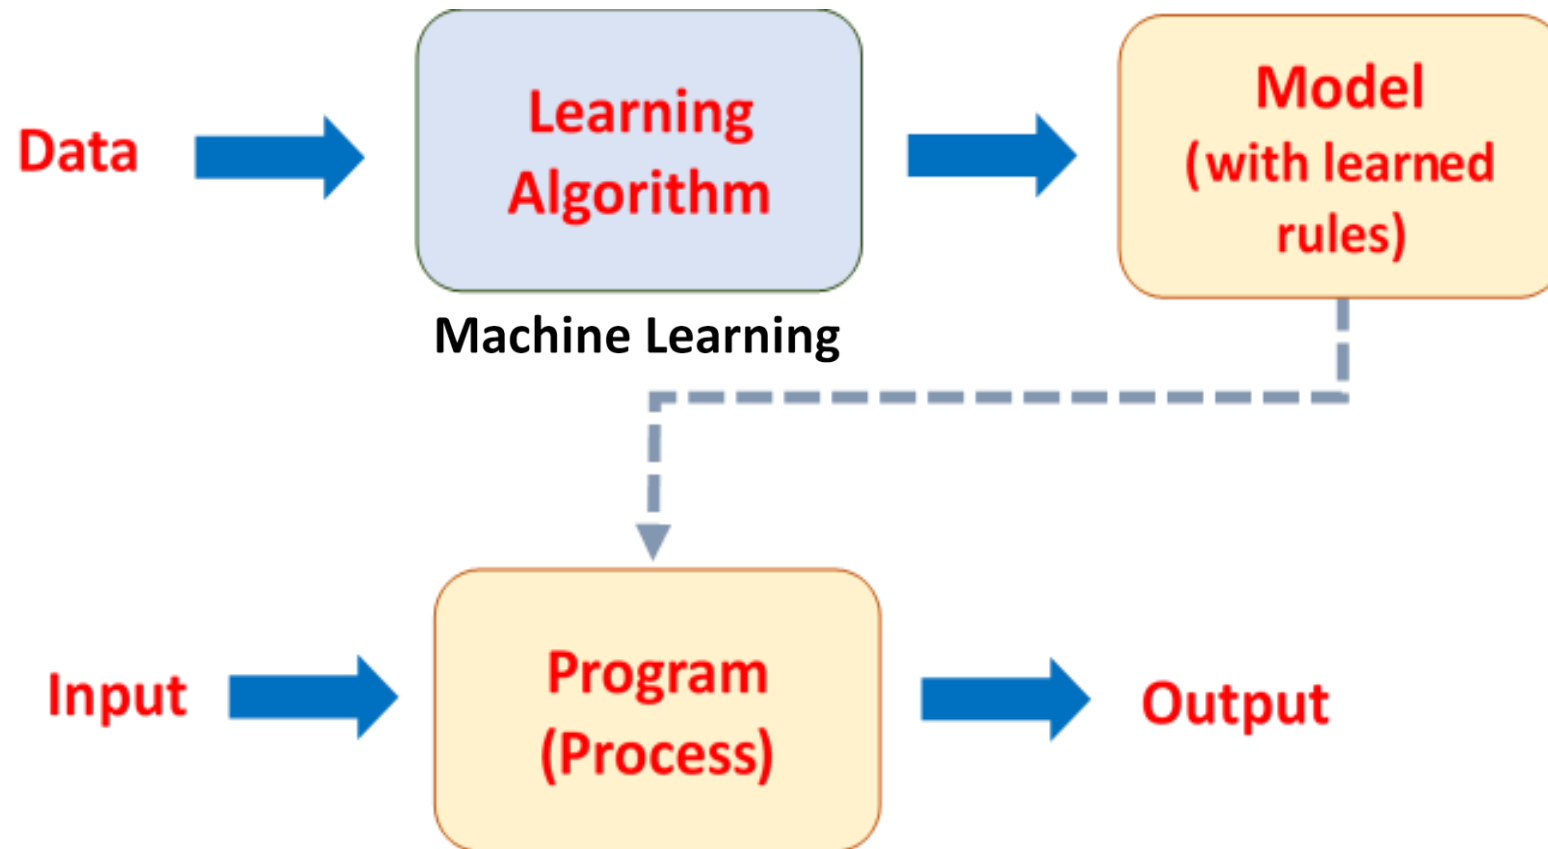 Data
Learning
Algorithm
Model
(with learned
rules)
Machine Learning
Input
Program
(Process)
Output